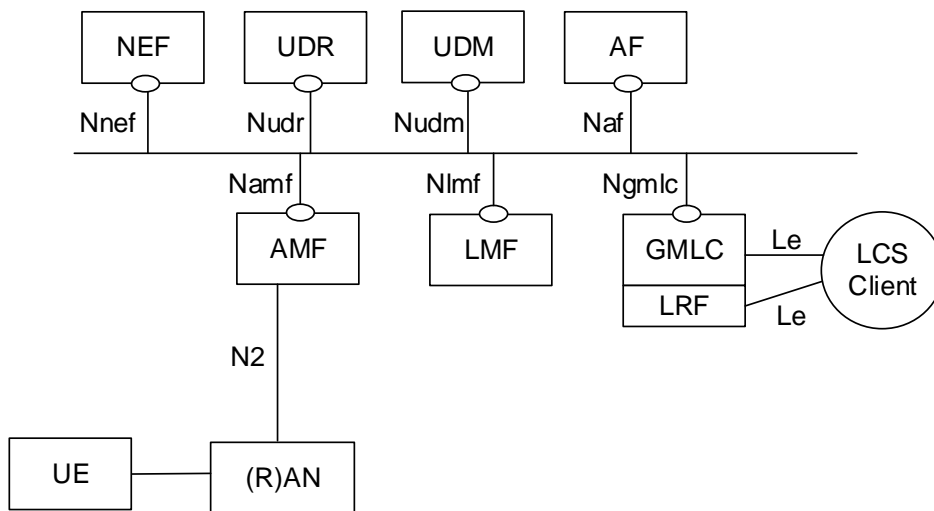 NEF
UDR
UDM
AF
Nnef
Nudr
Nudm
Naf
Namf
Nlmf
Ngmlc
AMF
LMF
GMLC
LRF
Le
Le
LCS
Client
N2
UE
(R)AN